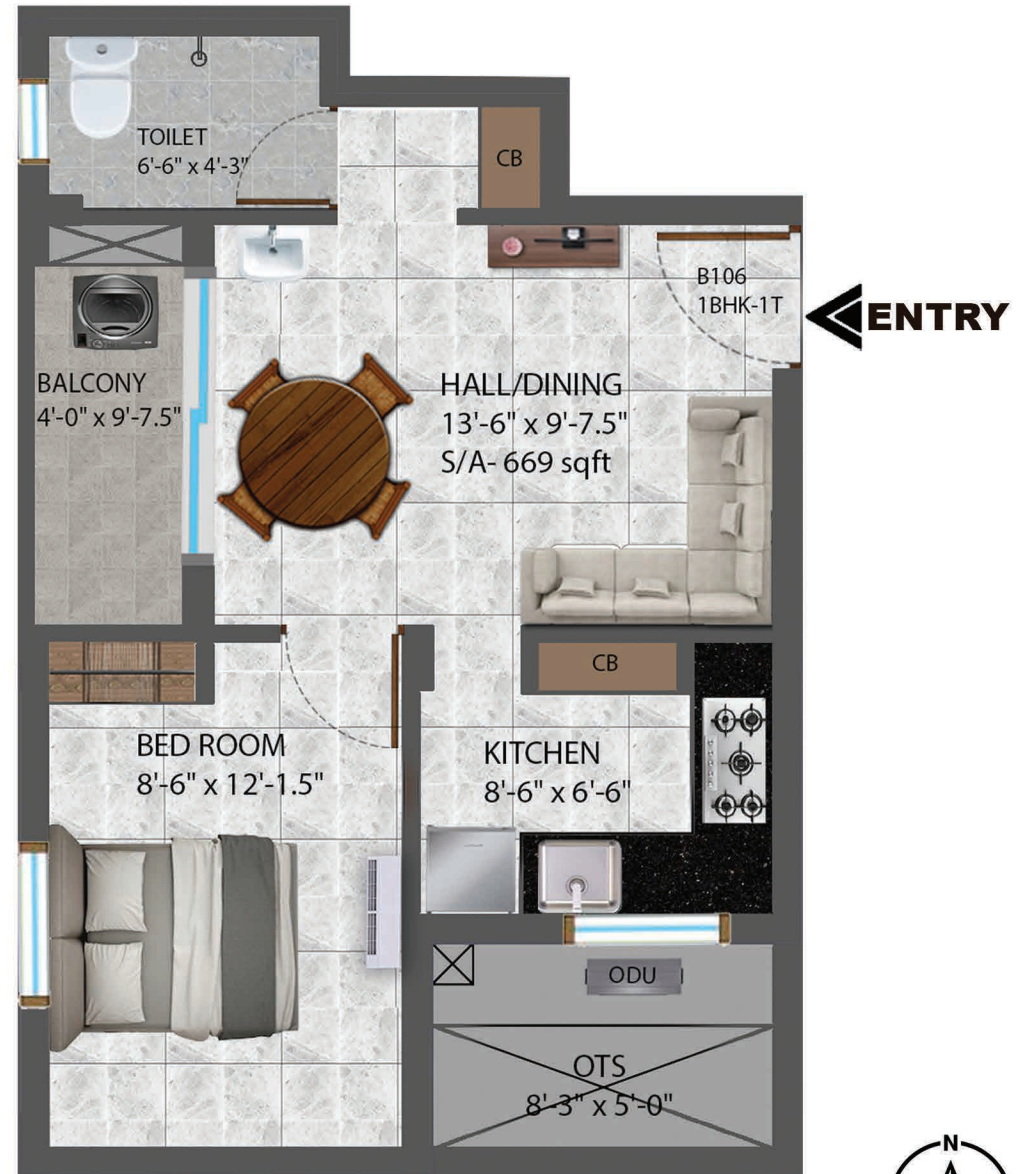 TOILET
6'-6" x 4'-3"
CB
B106
1BHK-1T
ENTRY
BALCONY
4'-0" x 9'-7.5"
HALL/DINING
13'-6" x 9'-7.5"
S/A- 669 sqft
CB
BED ROOM
8'-6" x 12'-1.5"
KITCHEN
8'-6" x 6'-6"
ODU
OTS
8'-3" x 5'-0"
N